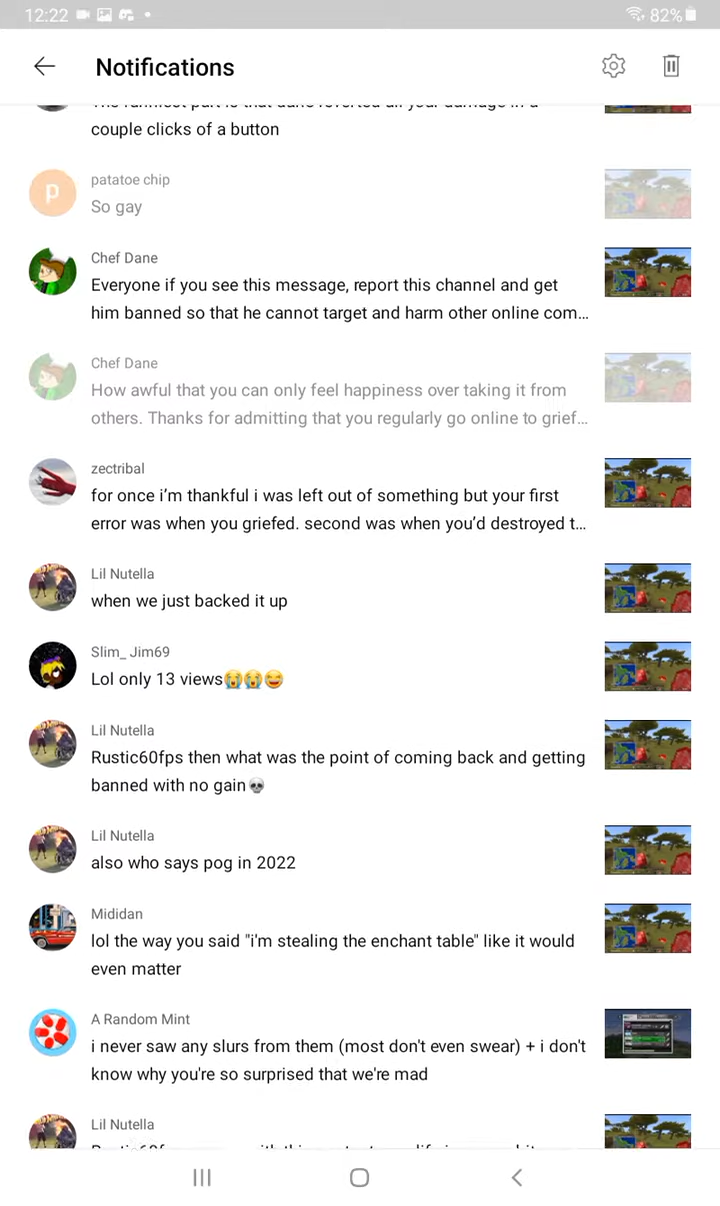 12:22
82%
Notifications
couple clicks of a button
patatoe chip
So gay
Chef Dane
Everyone if you see this message, report this channel and get
him banned so that he cannot target and harm other online com...
Chef Dane
How awful that you can only feel happiness over taking it from
others. Thanks for admitting that you regularly go online to grief...
zectribal
for once i’m thankful i was left out of something but your first
error was when you griefed. second was when you’d destroyed t...
Lil Nutella
when we just backed it up
Slim_ Jim69
Lol only 13 views😭😭😂
Lil Nutella
Rustic60fps then what was the point of coming back and getting
banned with no gain💀
Lil Nutella
also who says pog in 2022
Mididan
lol the way you said "i'm stealing the enchant table" like it would
even matter
A Random Mint
i never saw any slurs from them (most don't even swear) + i don't
know why you're so surprised that we're mad
Lil Nutella